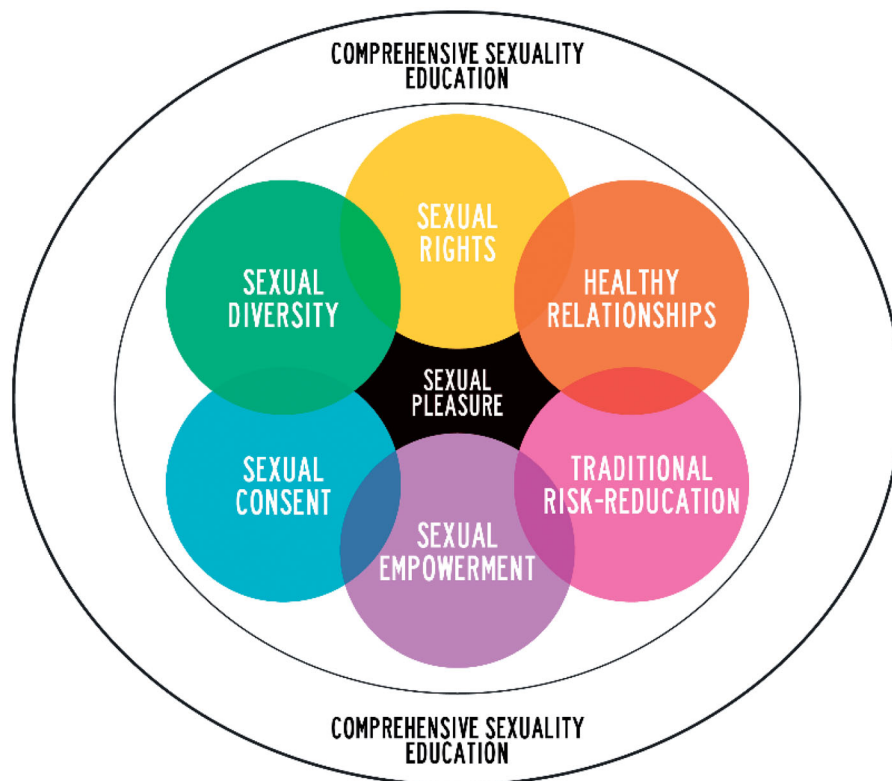 COMPREHENSIVE SEXUALITY
EDUCATION
SEXUAL
RIGHTS
SEXUAL
DIVERSITY
HEALTHY
RELATIONSHIPS
SEXUAL
PLEASURE
SEXUAL
CONSENT
TRADITIONAL
RISK-REDUCATION
SEXUAL
EMPOWERMENT
COMPREHENSIVE SEXUALITY
EDUCATION